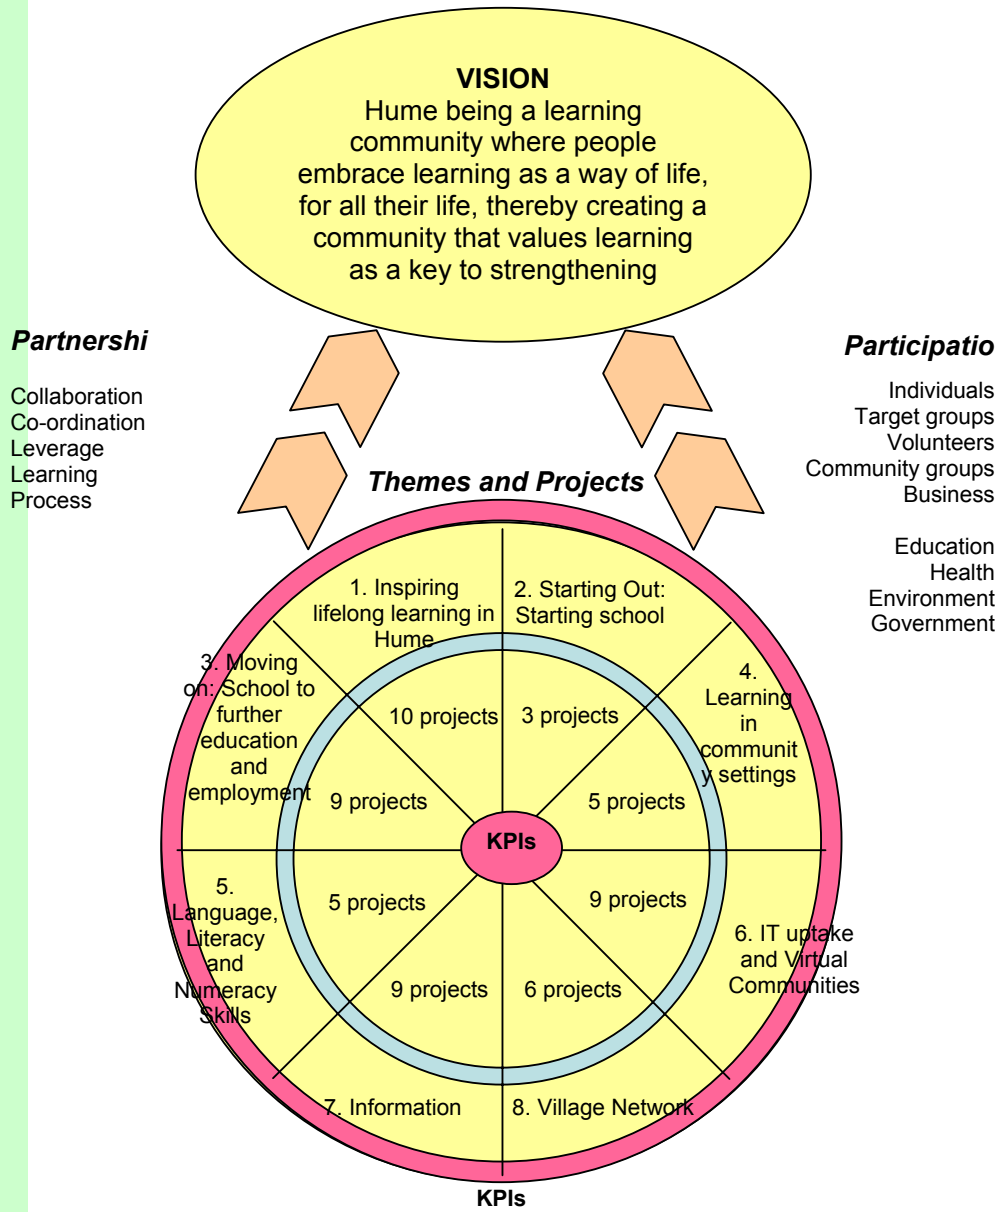 VISION
Hume being a learning
community where people
embrace learning as a way of life,
for all their life, thereby creating a
community that values learning
as a key to strengthening
Partnershi
Collaboration
Co-ordination
Leverage
Learning
Process
Participatio
Individuals
Target groups
Volunteers
Community groups
Business
Education
Health
Environment
Government
Themes and Projects
1. Inspiring
lifelong learning in
Hume
2. Starting Out:
Starting school
3. Moving
on: School to
further
education
and
employment
4.
Learning
in
communit
y settings
10 projects
3 projects
9 projects
5 projects
KPIs
5 projects
9 projects
9 projects
6 projects
5.
Language,
Literacy
and
Numeracy
Skills
6. IT uptake
and Virtual
Communities
7. Information
8. Village Network
KPIs